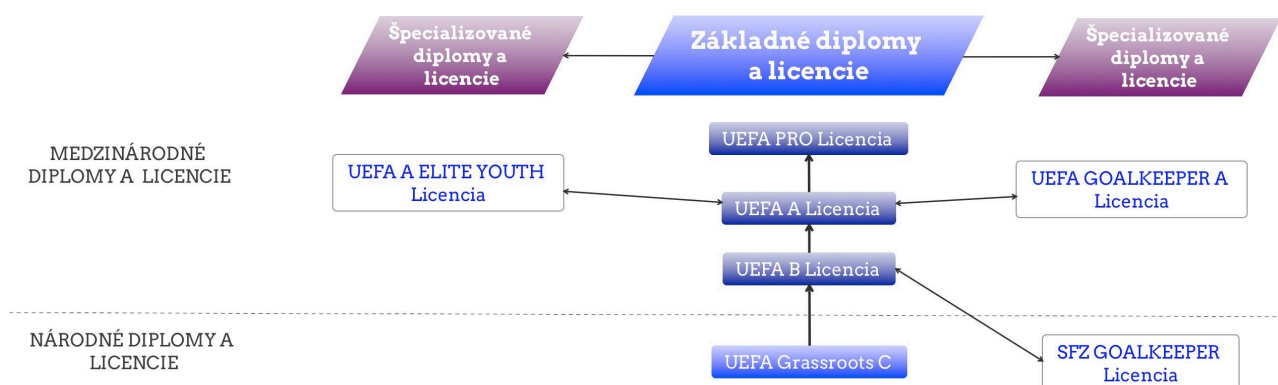 Špecializované
diplomy a
licencie
Základné diplomy
a licencie
Špecializované
diplomy a
licencie
MEDZINÁRODNÉ
DIPLOMY A LICENCIE
UEFA PRO Licencia
UEFA A ELITE YOUTH
Licencia
UEFA A Licencia
UEFA GOALKEEPER A
Licencia
UEFA B Licencia
NÁRODNÉ DIPLOMY A
LICENCIE
UEFA Grassroots C
SFZ GOALKEEPER
Licencia